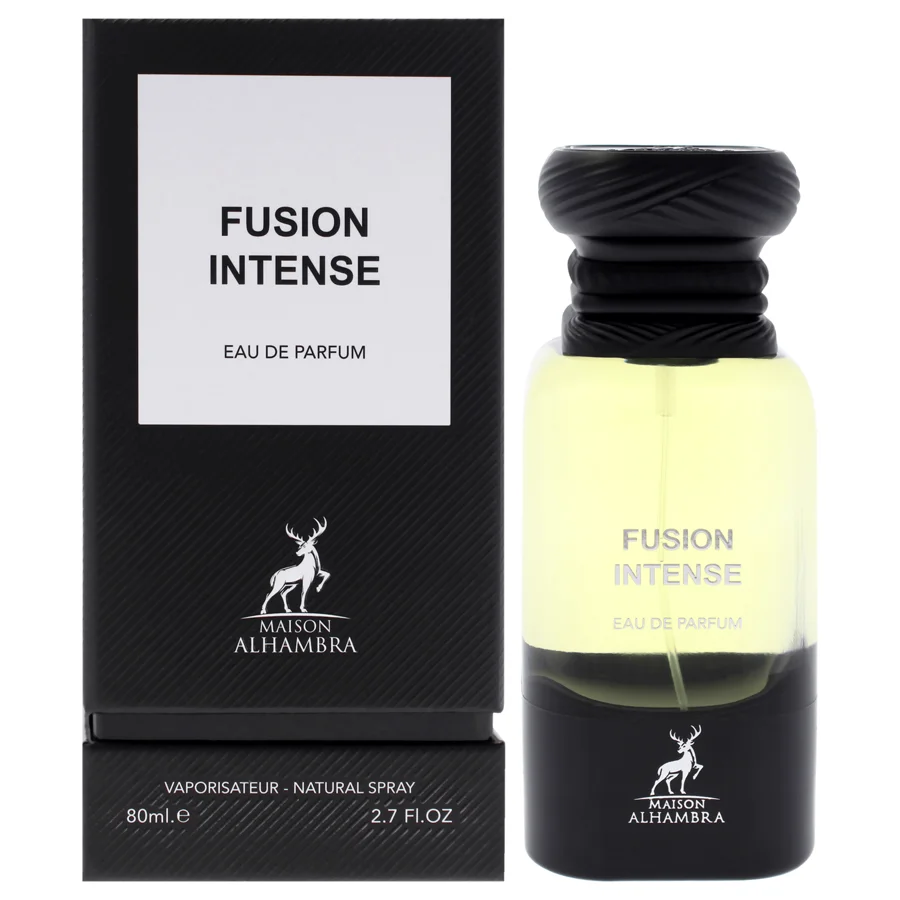 FUSION
INTENSE
EAU DE PARFUM
MAISON
ALHAMBRA
VAPORISATEUR - NATURAL SPRAY
80ml.e 2.7 Fl.OZ
FUSION
INTENSE
EAU DE PARFUM
MAISON
ALHAMBRA